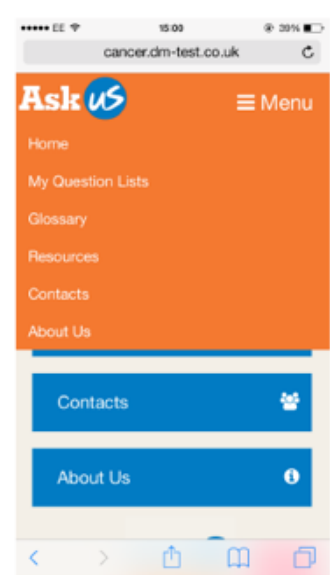 EE 15:00 39%
cancer.dm-test.co.uk
Ask us
Menu
Home
My Question Lists
Glossary
Resources
Contacts
About Us
Contacts
About Us